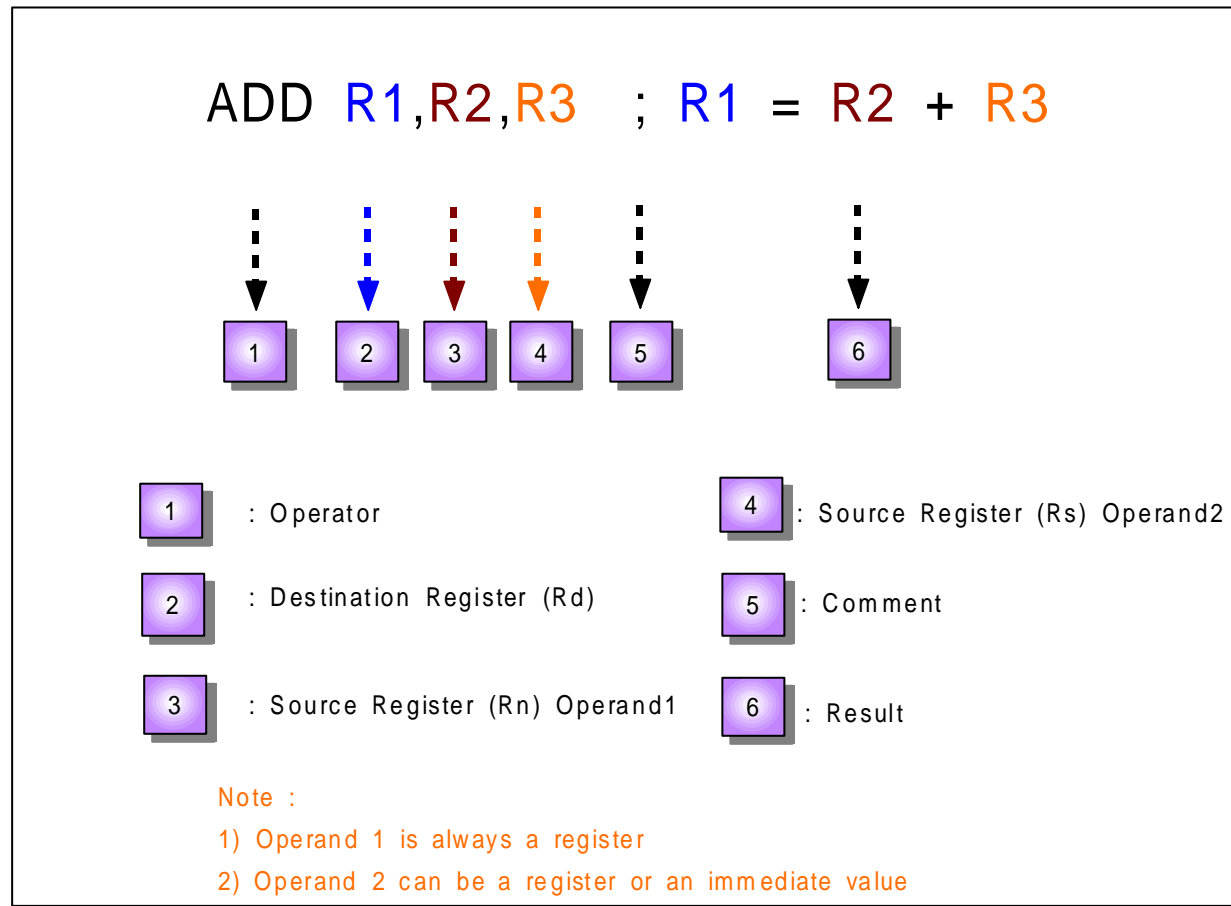 ADD R1,R2,R3 ; R1 = R2 + R3
1 2 3 4 5 6
1 : Operator
2 : Destination Register (Rd)
3 : Source Register (Rn) Operand1
4 : Source Register (Rs) Operand2
5 : Comment
6 : Result
Note :
1) Operand 1 is always a register
2) Operand 2 can be a register or an immediate value